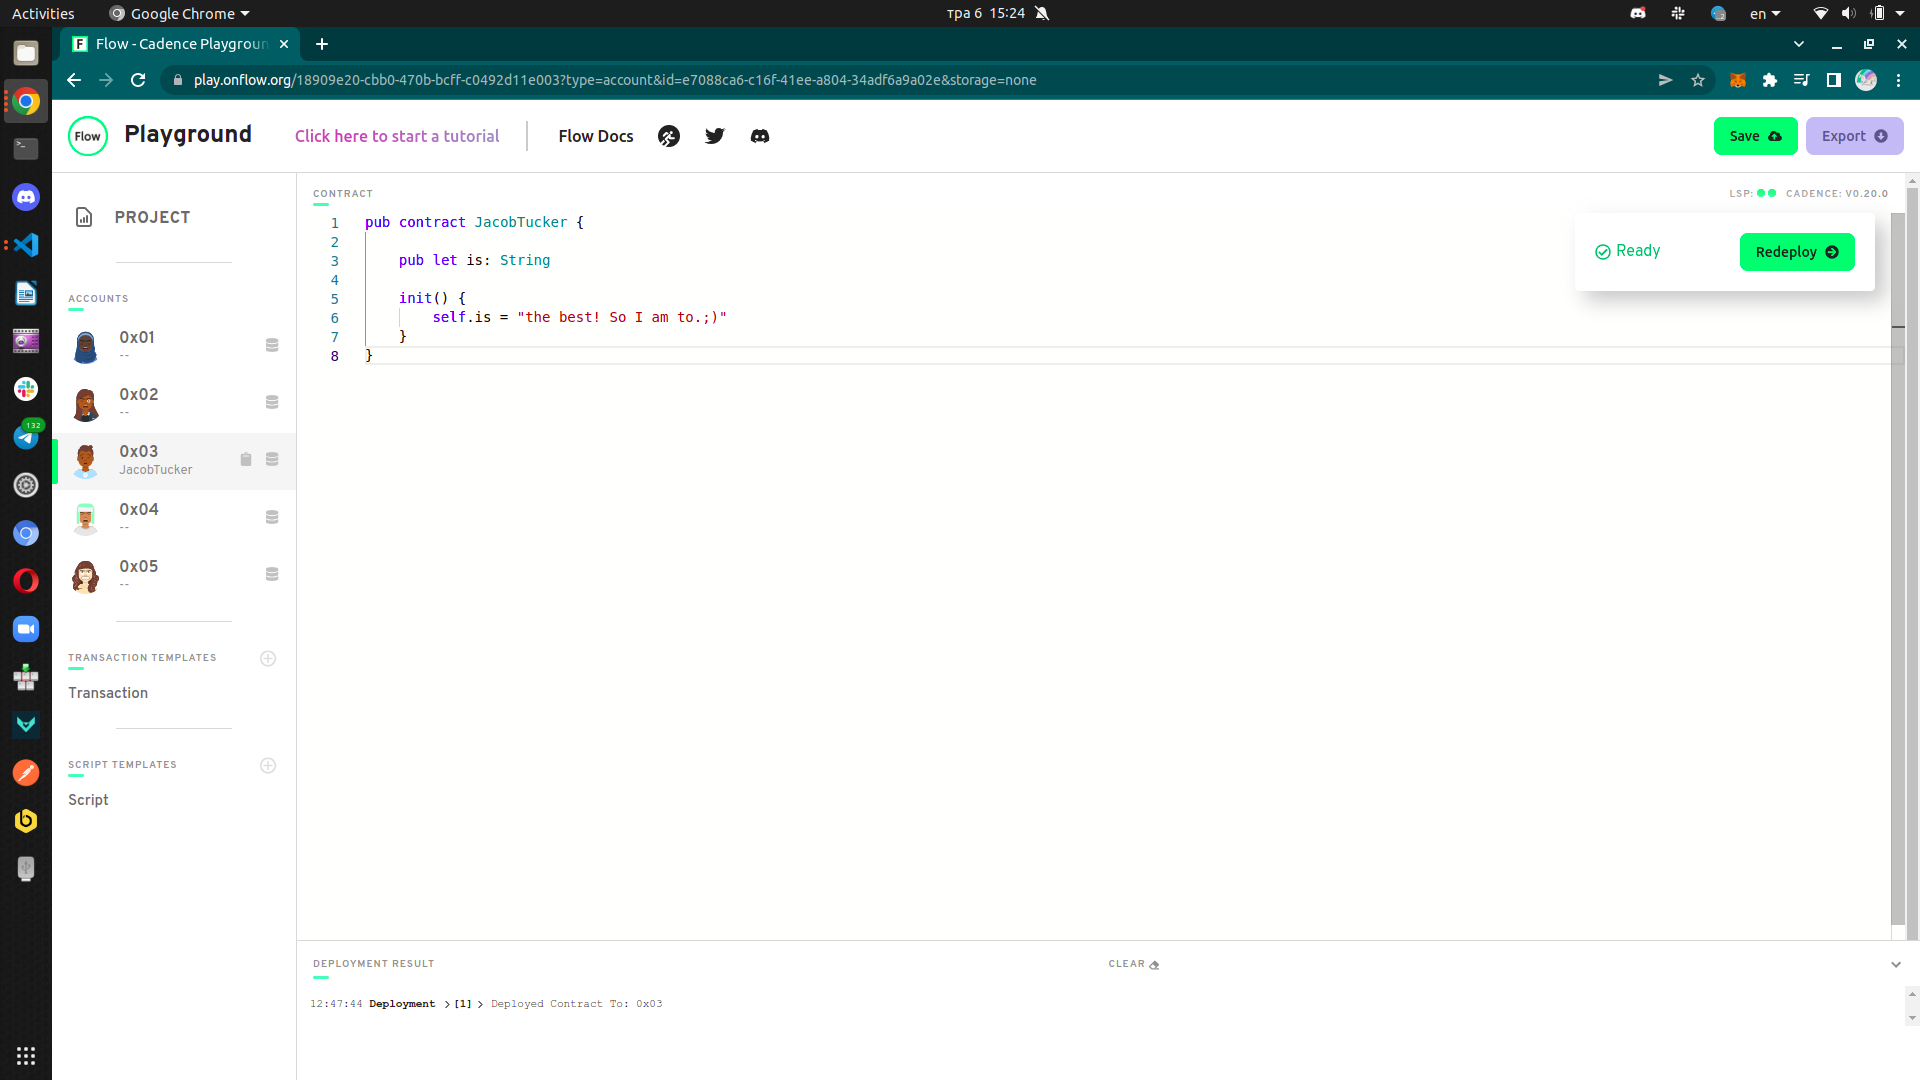 Activities Google Chrome тра 6 15:24 en
Flow - Cadence Playgroun
play.onflow.org/18909e20-cbb0-470b-bcff-c0492d11e003?type=account&id=e7088ca6-c16f-41ee-a804-34adf6a9a02e&storage=none
Flow Playground Click here to start a tutorial Flow Docs Save Export
PROJECT
ACCOUNTS
0x01
--
0x02
--
0x03
JacobTucker
0x04
--
0x05
--
TRANSACTION TEMPLATES
Transaction
SCRIPT TEMPLATES
Script
132
CONTRACT
LSP: CADENCE: V0.20.0
Ready Redeploy
1 pub contract JacobTucker {
2
3 pub let is: String
4
5 init() {
6 self.is = "the best! So I am to.;)"
7 }
8 }
DEPLOYMENT RESULT CLEAR
12:47:44 Deployment > [1] > Deployed Contract To: 0x03